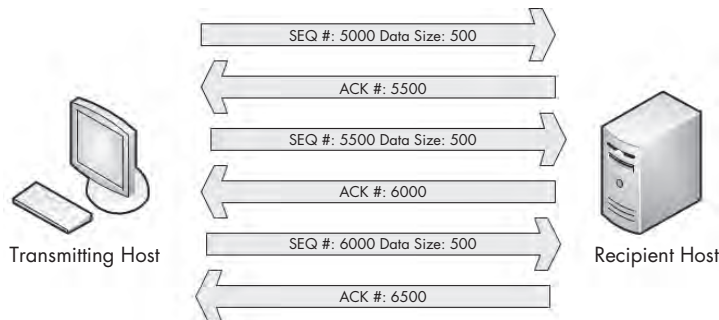 SEQ #: 5000 Data Size: 500
ACK #: 5500
SEQ #: 5500 Data Size: 500
ACK #: 6000
SEQ #: 6000 Data Size: 500
Transmitting Host
Recipient Host
ACK #: 6500